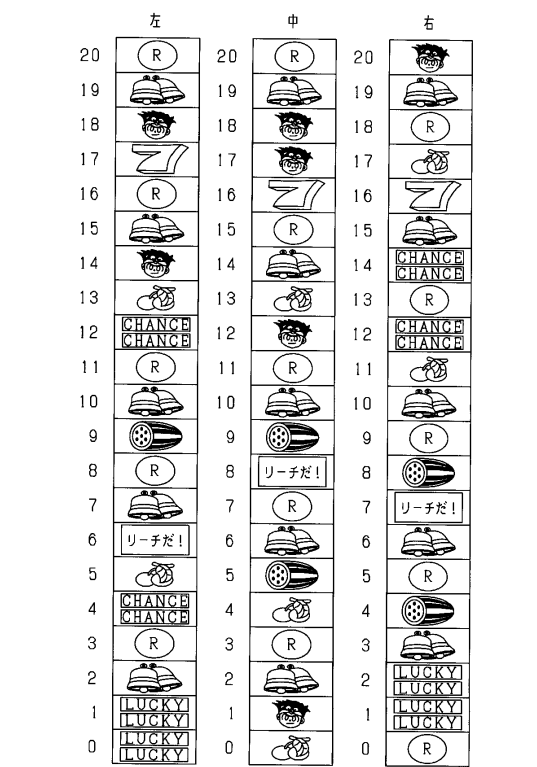 左 中 右
20 R 20 R 20
19 19 19
18 18 18 R
17 7 17 17
16 R 16 7 16 7
15 15 R 15
14 14 14 CHANCE
CHANCE
13 13 13 R
12 CHANCE 12 12 CHANCE
CHANCE CHANCE
11 R 11 R 11
10 10 10
9 9 9 R
8 R 8 リーチだ! 8
7 7 R 7 リーチだ!
6 リーチだ! 6 6
5 5 5 R
4 CHANCE 4 4
CHANCE
3 R 3 R 3
2 2 2 LUCKY
LUCKY
1 LUCKY 1 1 LUCKY
LUCKY LUCKY
0 LUCKY 0 0 R
LUCKY